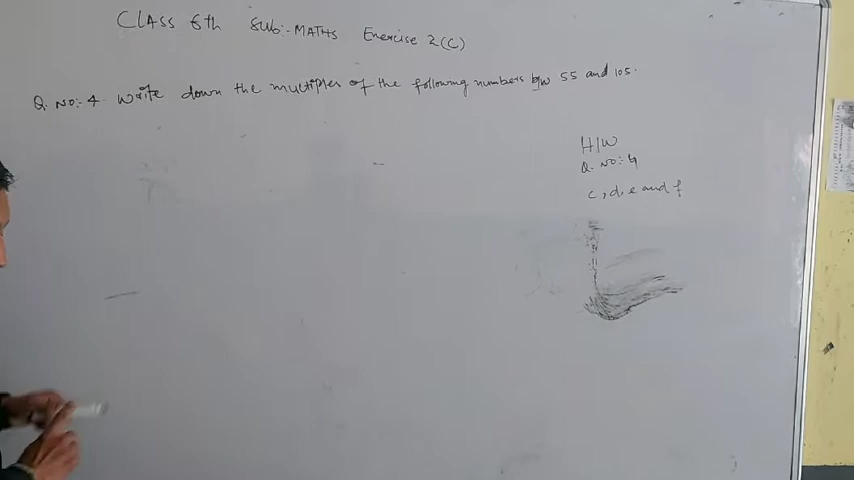 CLASS 6th Sub:- MATHS Exercise 2(C)
Q. NO:- 4. Write down the multiples of the following numbers b/w 55 and 105.
H/W
Q. NO:- 4
c, d, e and f